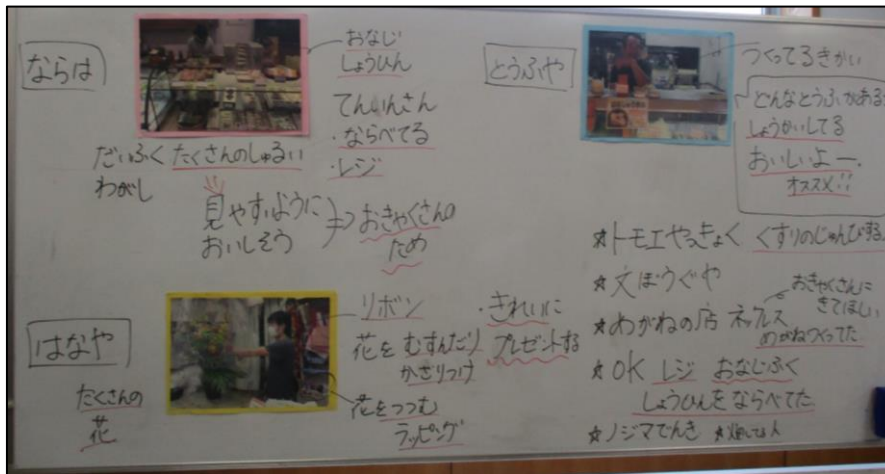 ならは
おなじ
しょうひん
てんいんさん
・ならべてる
・レジ
だいふく たくさんのしゅるい
わがし
見やすいように
おいしそう
⇒おきゃくさんの
ため
とうふや
つくってるきかい
どんなとうふがある
しょうかいしてる
おいしいよー
オススメ!!
☆トモエやっきょく くすりのじゅんびする
☆文ぼうぐや
☆めがねの店 ネックレス
おきゃくさんに
きてほしい
めがねつくってた
☆OK レジ おなじふく
しょうひんをならべてた
☆ノジマでんき ☆
はなや
たくさんの
花
リボン
花を むすんだり
かざりつけ
・きれいに
プレゼントする
花をつつむ
ラッピング